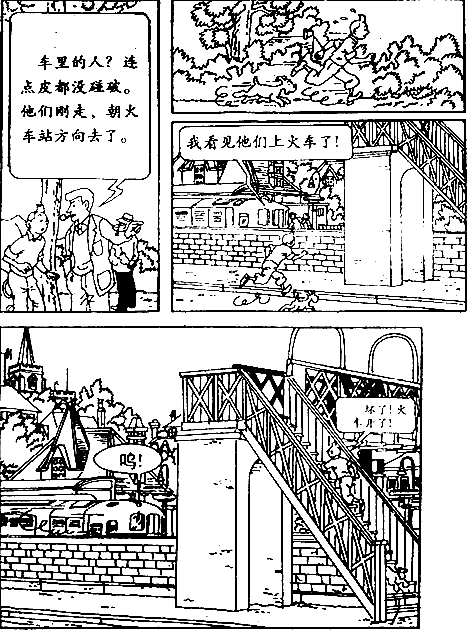 车里的人?连
点皮都没碰破。
他们刚走、朝火
车站方向去了。
我看见他们上火车了!
呜!
坏了!火
车开了!